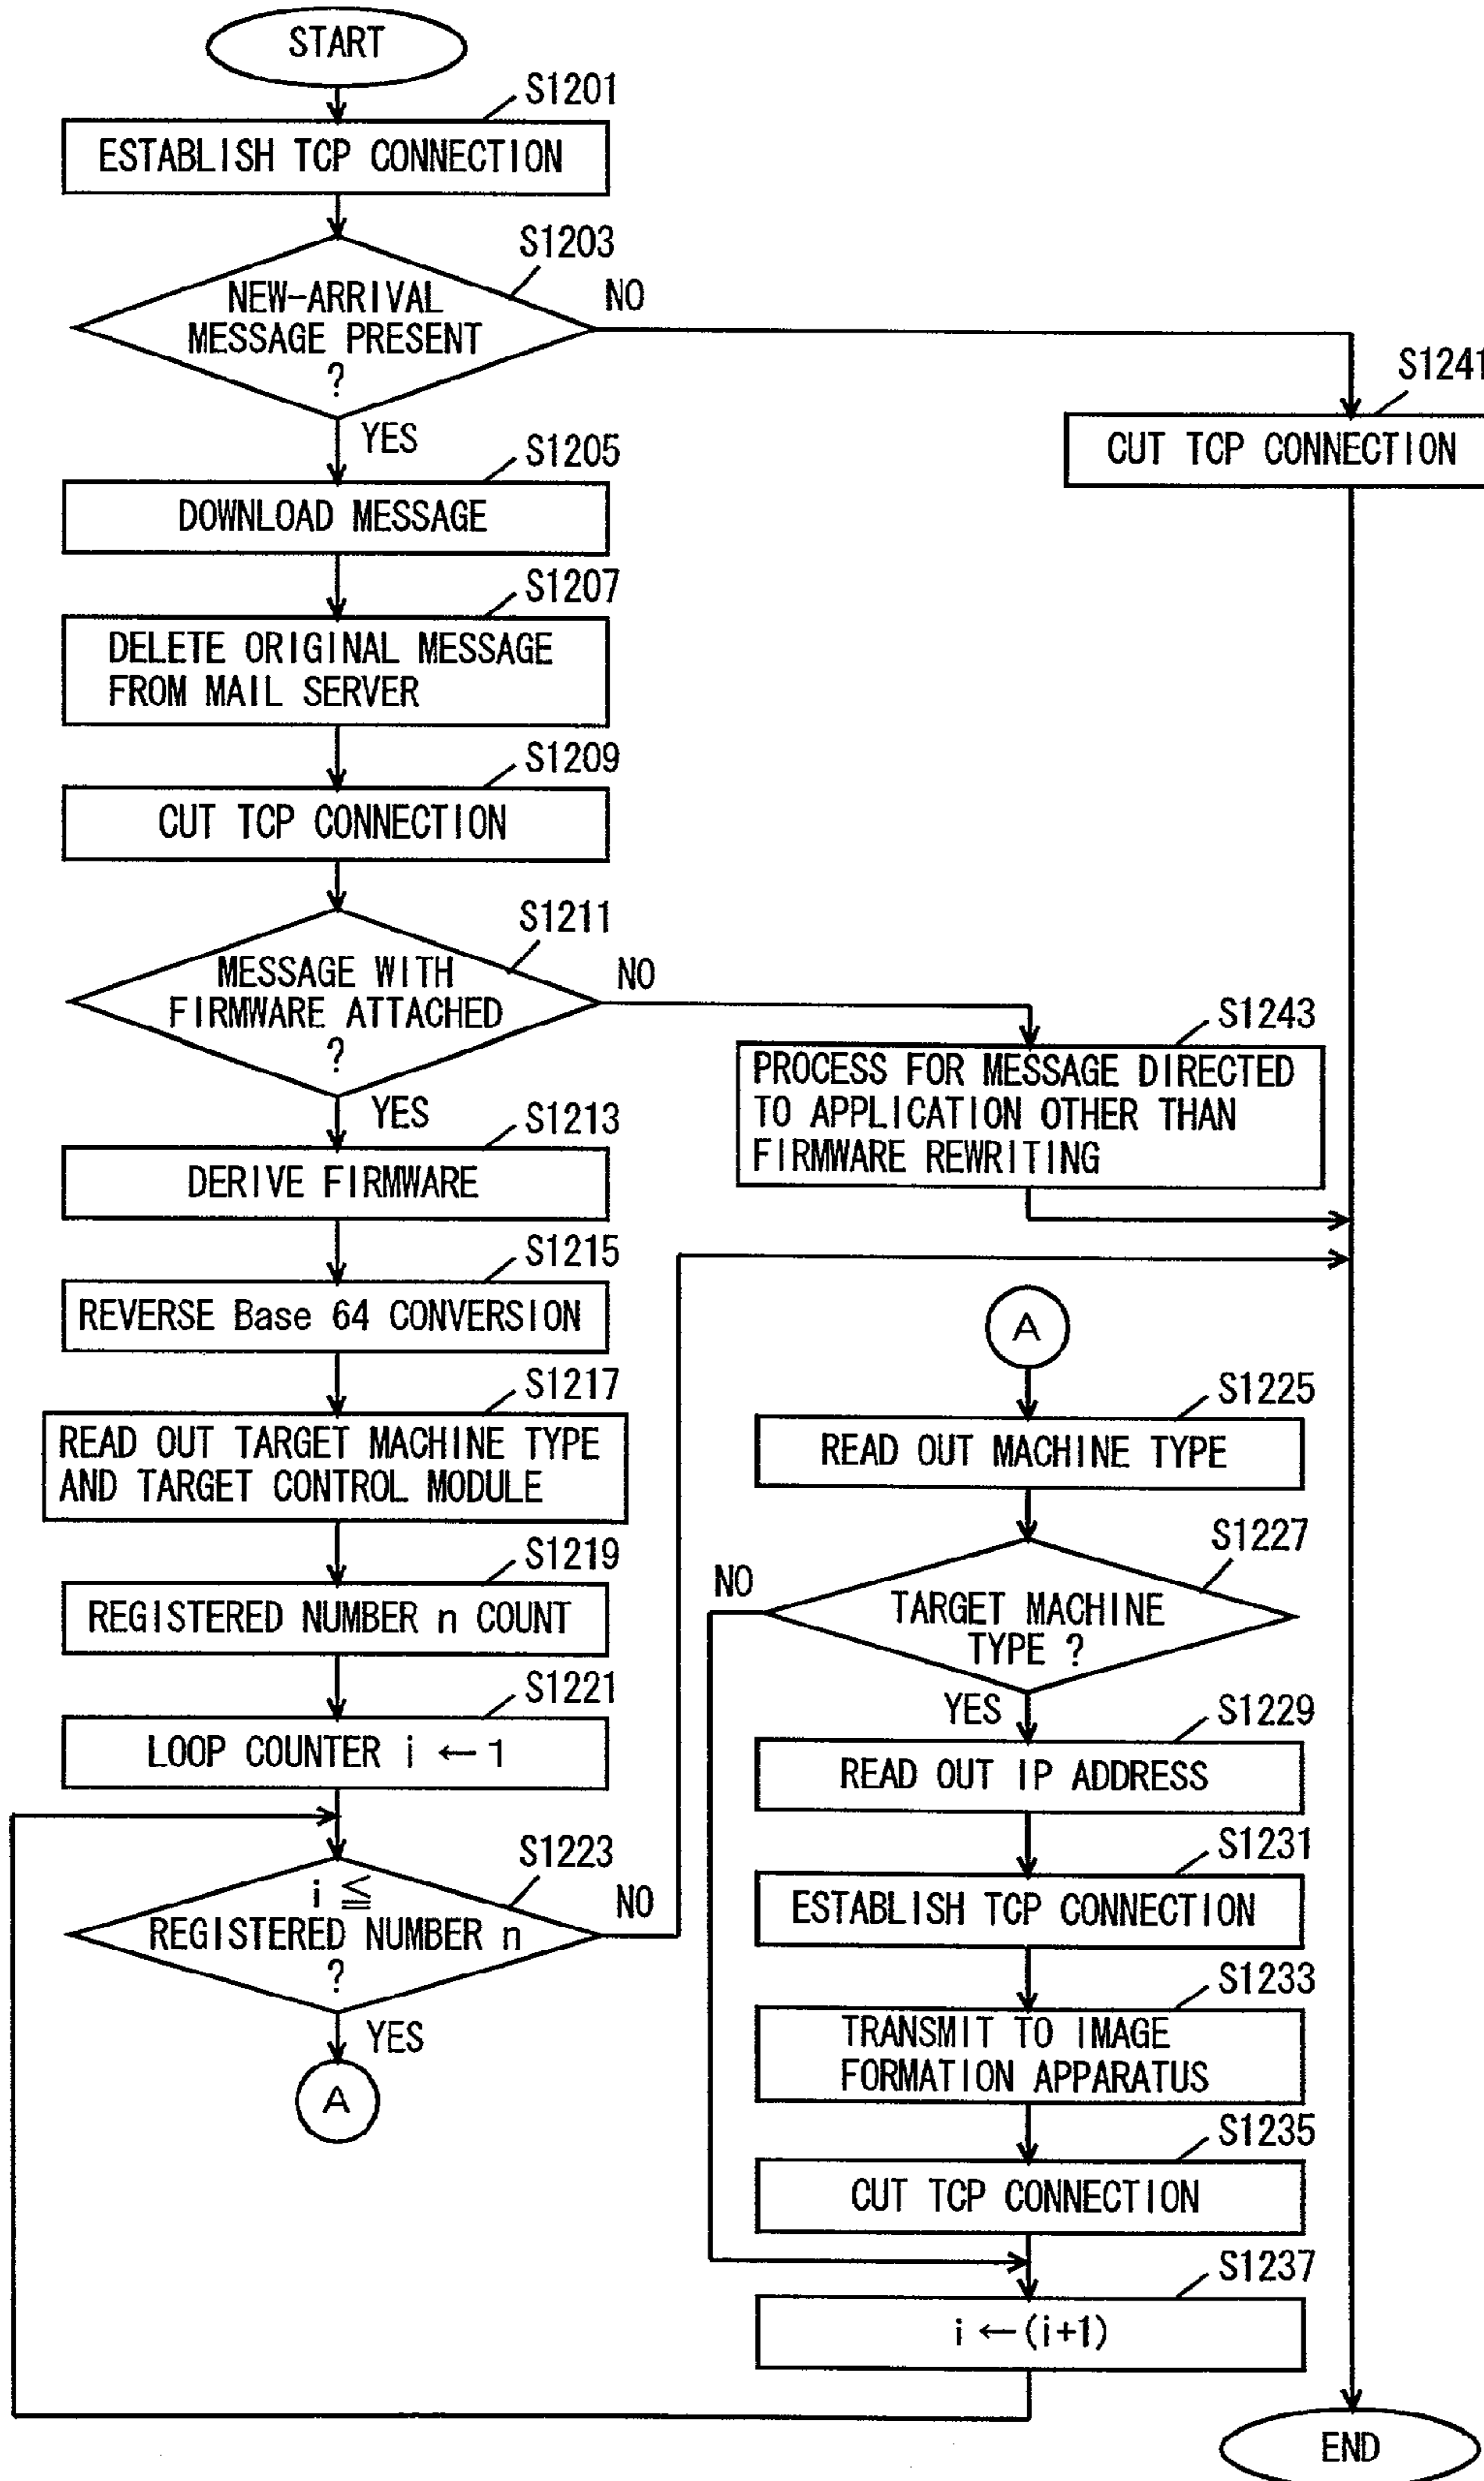 START
S1201
ESTABLISH TCP CONNECTION
S1203
NEW-ARRIVAL
MESSAGE PRESENT
?
NO
YES
S1241
CUT TCP CONNECTION
S1205
DOWNLOAD MESSAGE
S1207
DELETE ORIGINAL MESSAGE
FROM MAIL SERVER
S1209
CUT TCP CONNECTION
S1211
MESSAGE WITH
FIRMWARE ATTACHED
?
NO
YES
S1243
PROCESS FOR MESSAGE DIRECTED
TO APPLICATION OTHER THAN
FIRMWARE REWRITING
S1213
DERIVE FIRMWARE
S1215
REVERSE Base 64 CONVERSION
S1217
READ OUT TARGET MACHINE TYPE
AND TARGET CONTROL MODULE
S1219
REGISTERED NUMBER n COUNT
S1221
LOOP COUNTER i ← 1
S1223
i ≦
REGISTERED NUMBER n
?
NO
YES
A
A
S1225
READ OUT MACHINE TYPE
S1227
TARGET MACHINE
TYPE ?
NO
YES
S1229
READ OUT IP ADDRESS
S1231
ESTABLISH TCP CONNECTION
S1233
TRANSMIT TO IMAGE
FORMATION APPARATUS
S1235
CUT TCP CONNECTION
S1237
i ← (i+1)
END